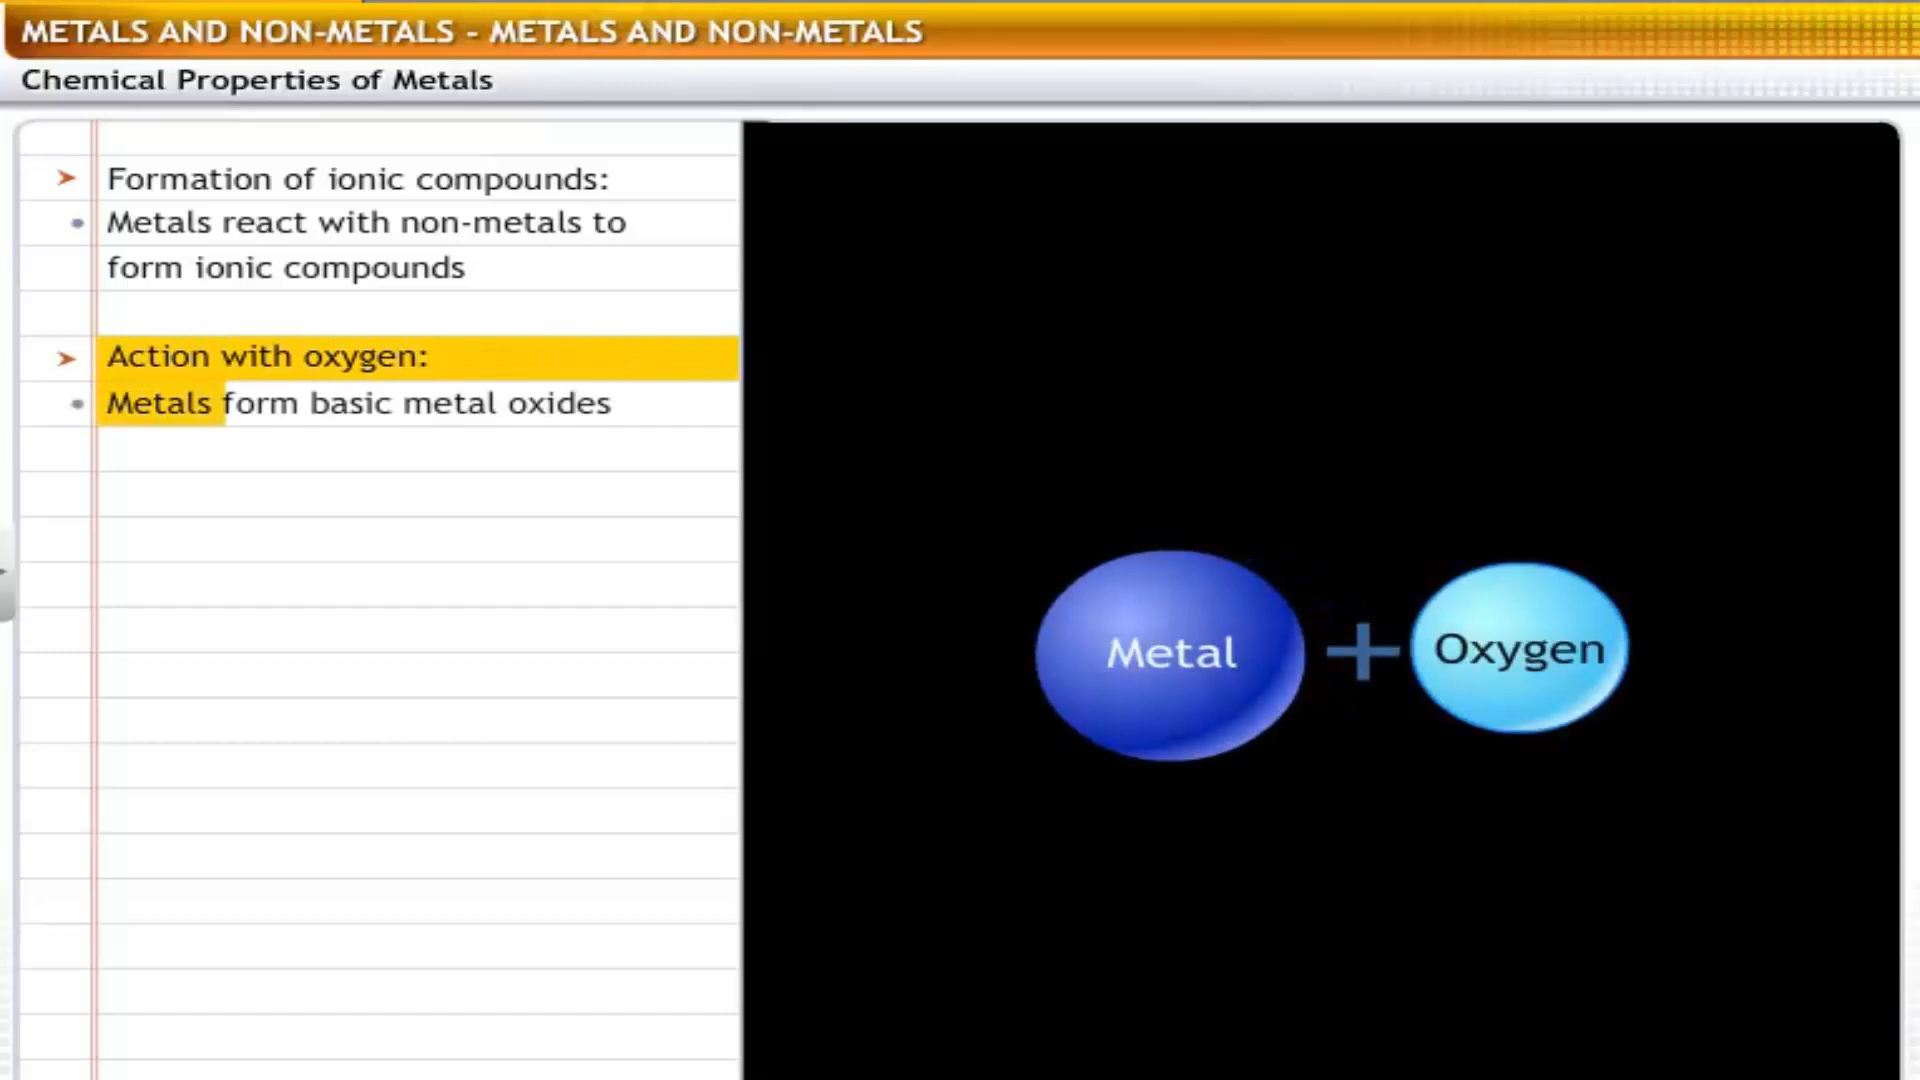 METALS AND NON-METALS - METALS AND NON-METALS
Chemical Properties of Metals
Formation of ionic compounds:
Metals react with non-metals to
form ionic compounds
Action with oxygen:
Metals form basic metal oxides
Metal + Oxygen